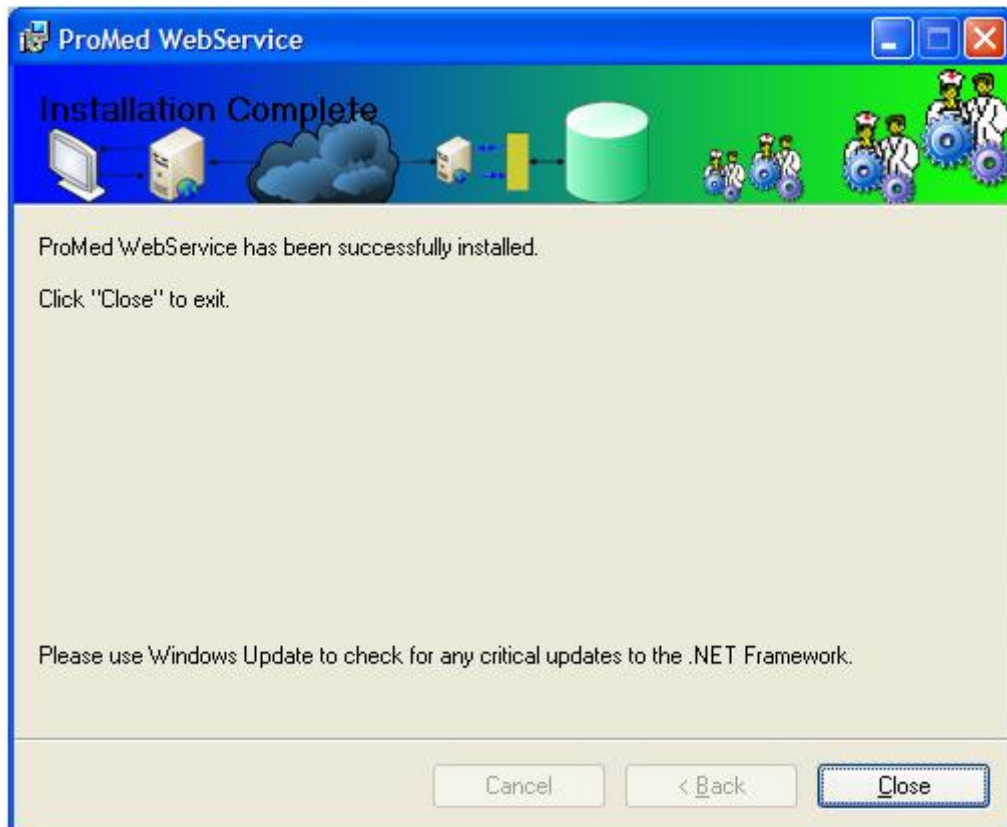 ProMed WebService
Installation Complete
ProMed WebService has been successfully installed.
Click "Close" to exit.
Please use Windows Update to check for any critical updates to the .NET Framework.
Cancel
< Back
Close